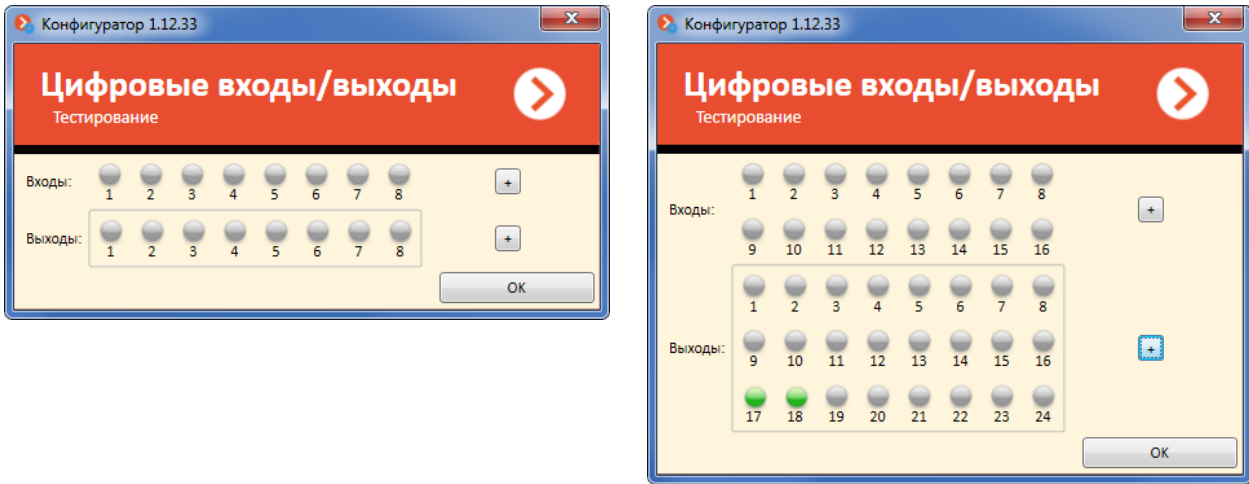 Конфигуратор 1.12.33
Цифровые входы/выходы
Тестирование
Входы:
1 2 3 4 5 6 7 8
+
Выходы:
1 2 3 4 5 6 7 8
+
OK
Конфигуратор 1.12.33
Цифровые входы/выходы
Тестирование
Входы:
1 2 3 4 5 6 7 8
9 10 11 12 13 14 15 16
+
Выходы:
1 2 3 4 5 6 7 8
9 10 11 12 13 14 15 16
17 18 19 20 21 22 23 24
+
OK